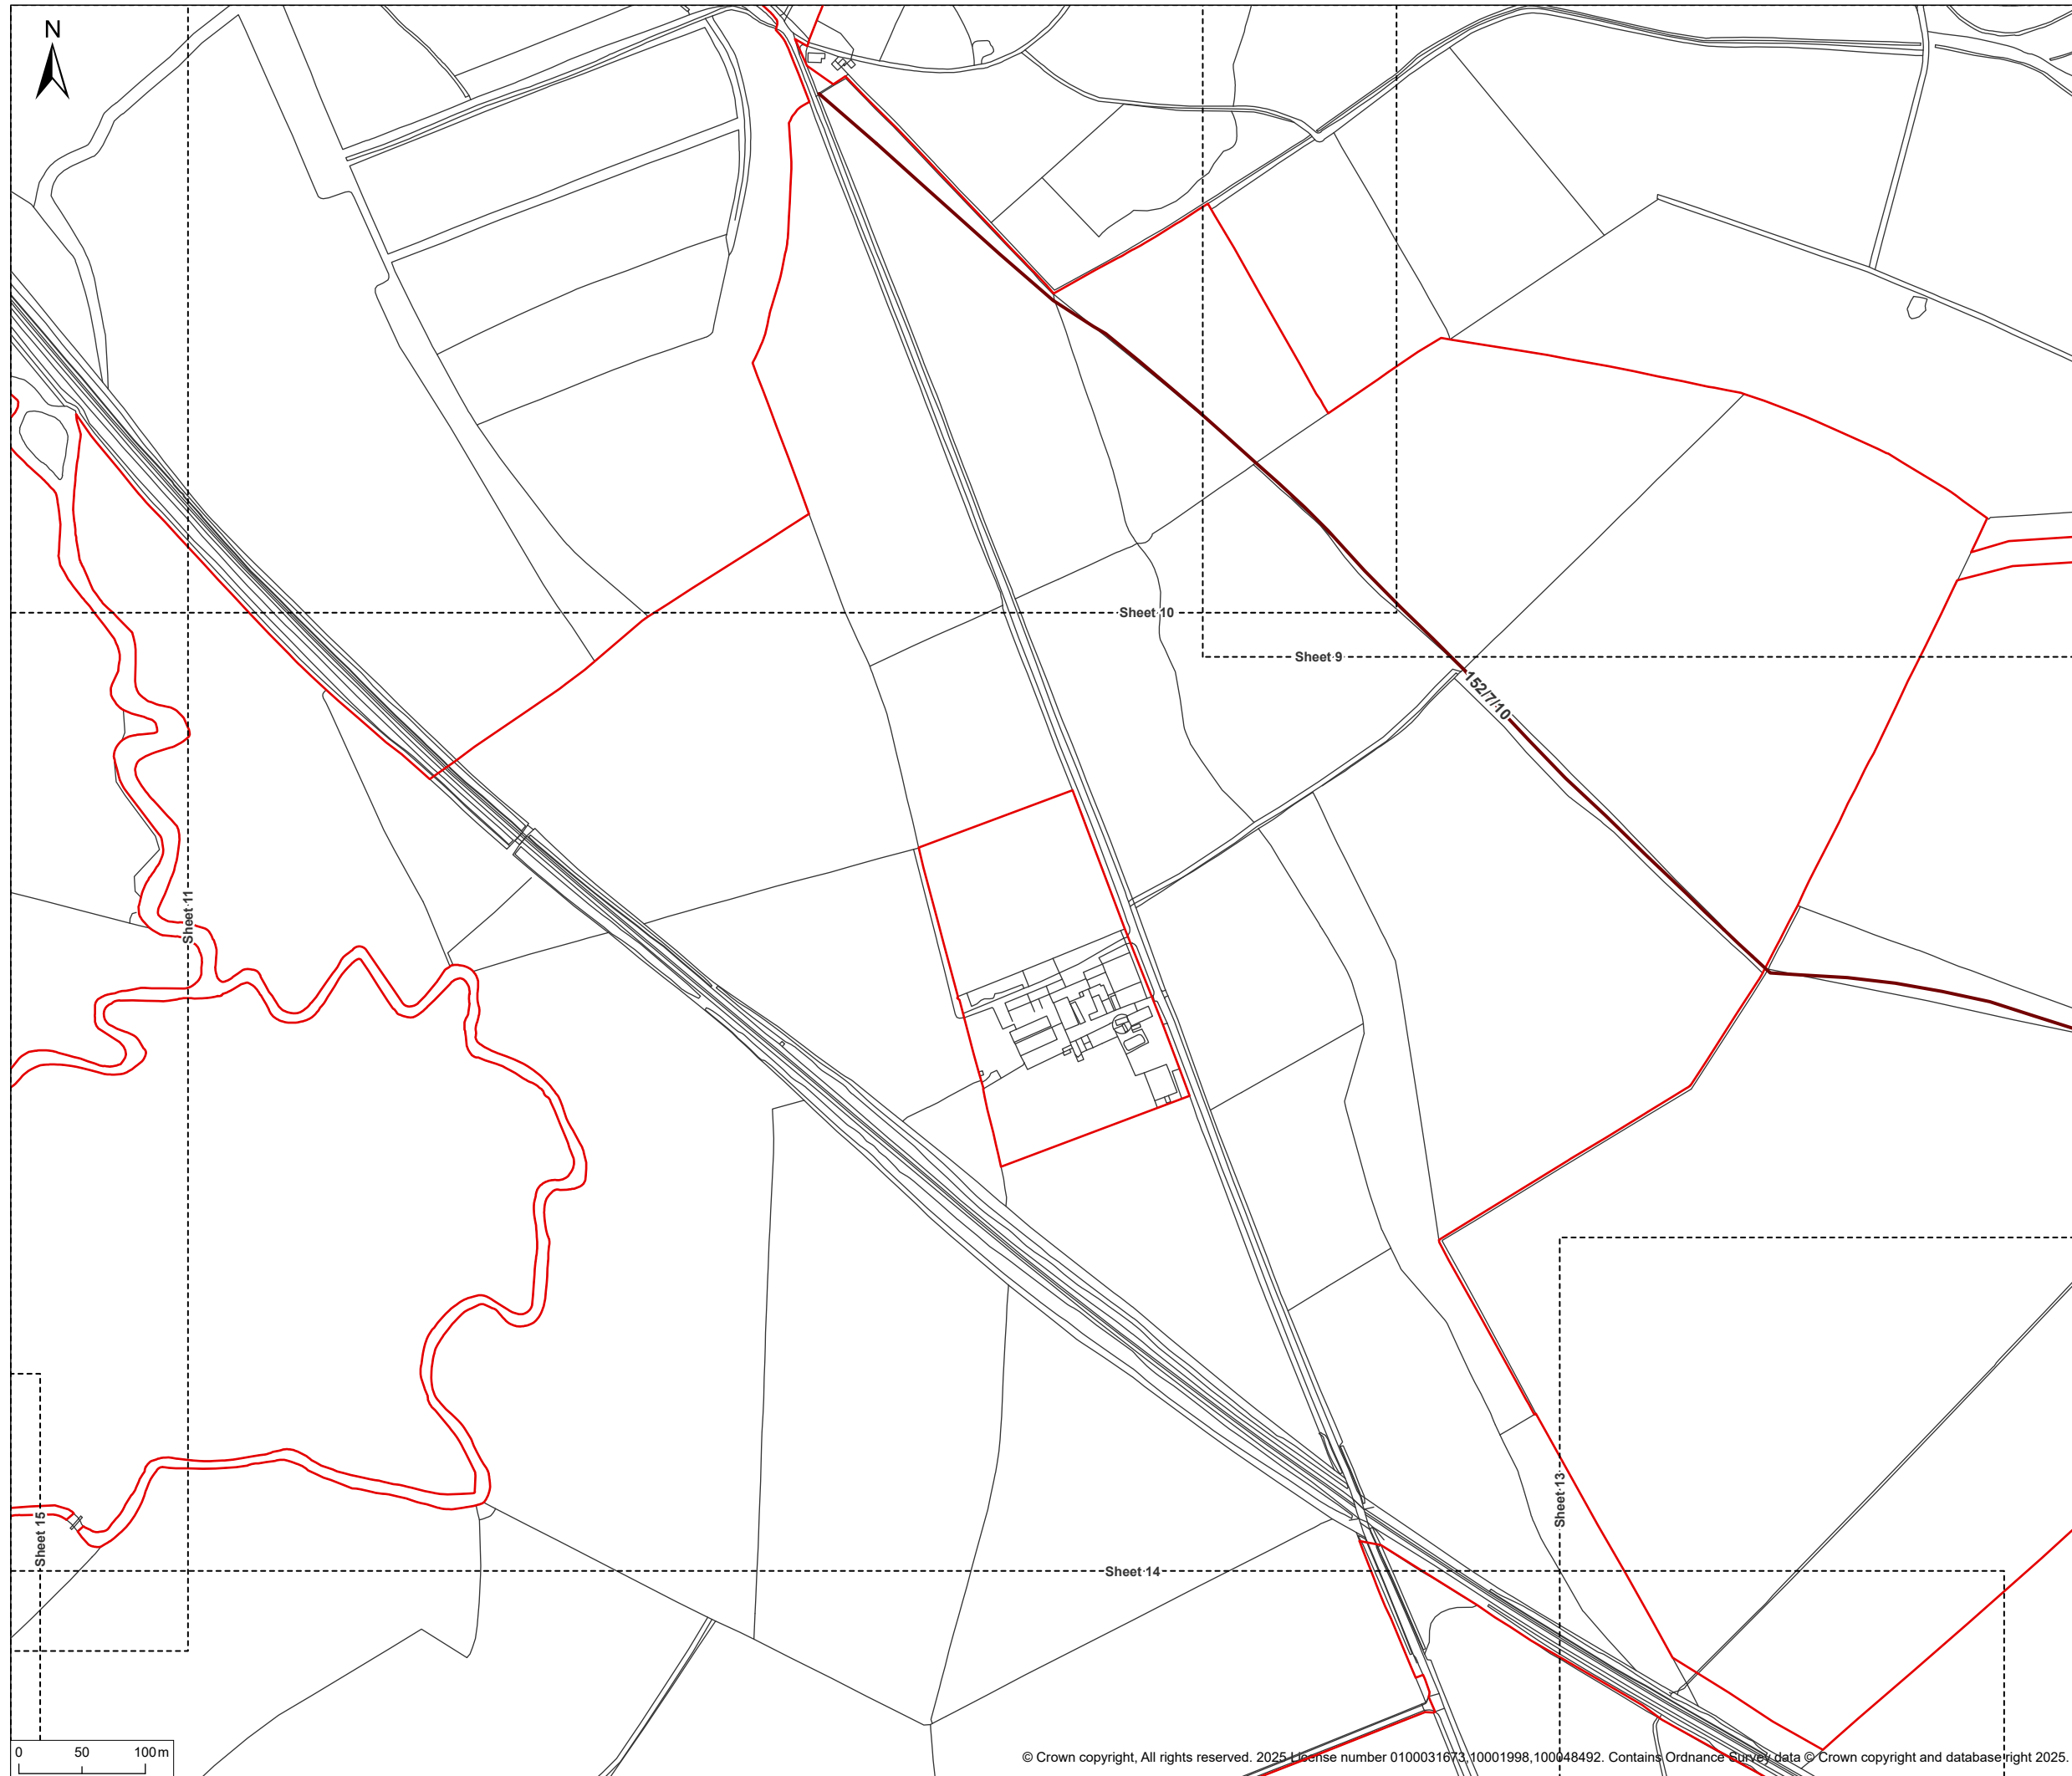 N
Sheet 10
Sheet 9
152/7/10
Sheet 11
Sheet 13
Sheet 15
Sheet 14
0 50 100m
© Crown copyright, All rights reserved. 2025 License number 0100031673,10001998,100048492. Contains Ordnance Survey data © Crown copyright and database right 2025.